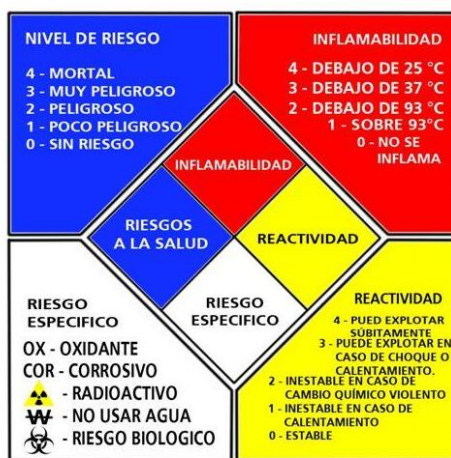 NIVEL DE RIESGO
4 - MORTAL
3 - MUY PELIGROSO
2 - PELIGROSO
1 - POCO PELIGROSO
0 - SIN RIESGO
INFLAMABILIDAD
4 - DEBAJO DE 25 °C
3 - DEBAJO DE 37 °C
2 - DEBAJO DE 93 °C
1 - SOBRE 93°C
0 - NO SE
INFLAMA
INFLAMABILIDAD
RIESGOS
A LA SALUD
REACTIVIDAD
RIESGO
ESPECIFICO
RIESGO
ESPECIFICO
OX - OXIDANTE
COR - CORROSIVO
- RADIOACTIVO
W - NO USAR AGUA
- RIESGO BIOLOGICO
REACTIVIDAD
4 - PUED EXPLOTAR
SÚBITAMENTE
3 - PUEDE EXPLOTAR EN
CASO DE CHOQUE O
CALENTAMIENTO.
2 - INESTABLE EN CASO DE
CAMBIO QUÍMICO VIOLENTO
1 - INESTABLE EN CASO DE
CALENTAMIENTO
0 - ESTABLE